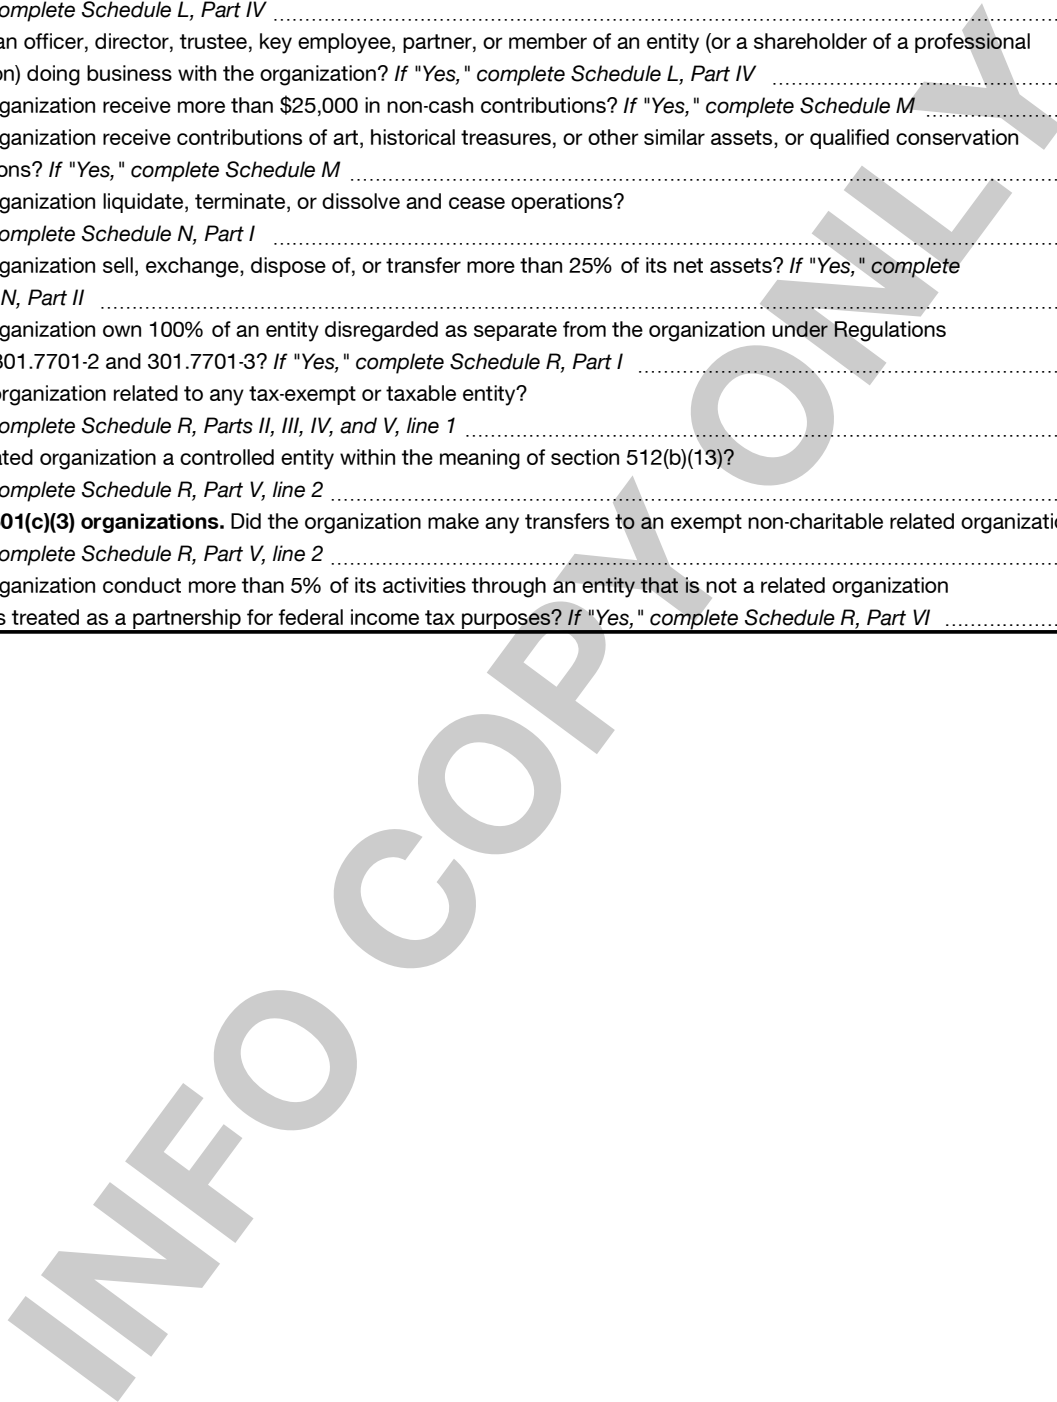 omplete Schedule L, Part IV
an officer, director, trustee, key employee, partner, or member of an entity (or a shareholder of a professional
on) doing business with the organization? If "Yes," complete Schedule L, Part IV
ganization receive more than $25,000 in non-cash contributions? If "Yes," complete Schedule M
ganization receive contributions of art, historical treasures, or other similar assets, or qualified conservation
ons? If "Yes," complete Schedule M
ganization liquidate, terminate, or dissolve and cease operations?
omplete Schedule N, Part I
ganization sell, exchange, dispose of, or transfer more than 25% of its net assets? If "Yes," complete
N, Part II
ganization own 100% of an entity disregarded as separate from the organization under Regulations
301.7701-2 and 301.7701-3? If "Yes," complete Schedule R, Part I
organization related to any tax-exempt or taxable entity?
omplete Schedule R, Parts II, III, IV, and V, line 1
ated organization a controlled entity within the meaning of section 512(b)(13)?
omplete Schedule R, Part V, line 2
01(c)(3) organizations. Did the organization make any transfers to an exempt non-charitable related organizatio
omplete Schedule R, Part V, line 2
ganization conduct more than 5% of its activities through an entity that is not a related organization
s treated as a partnership for federal income tax purposes? If "Yes," complete Schedule R, Part VI
INFO COPY ONLY